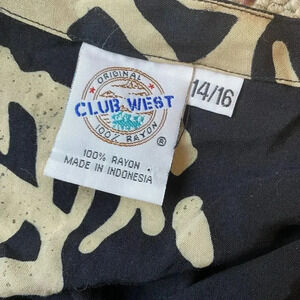 ORIGINAL
CLUB WEST
100% RAYON
®
14/16
100% RAYON
MADE IN INDONESIA